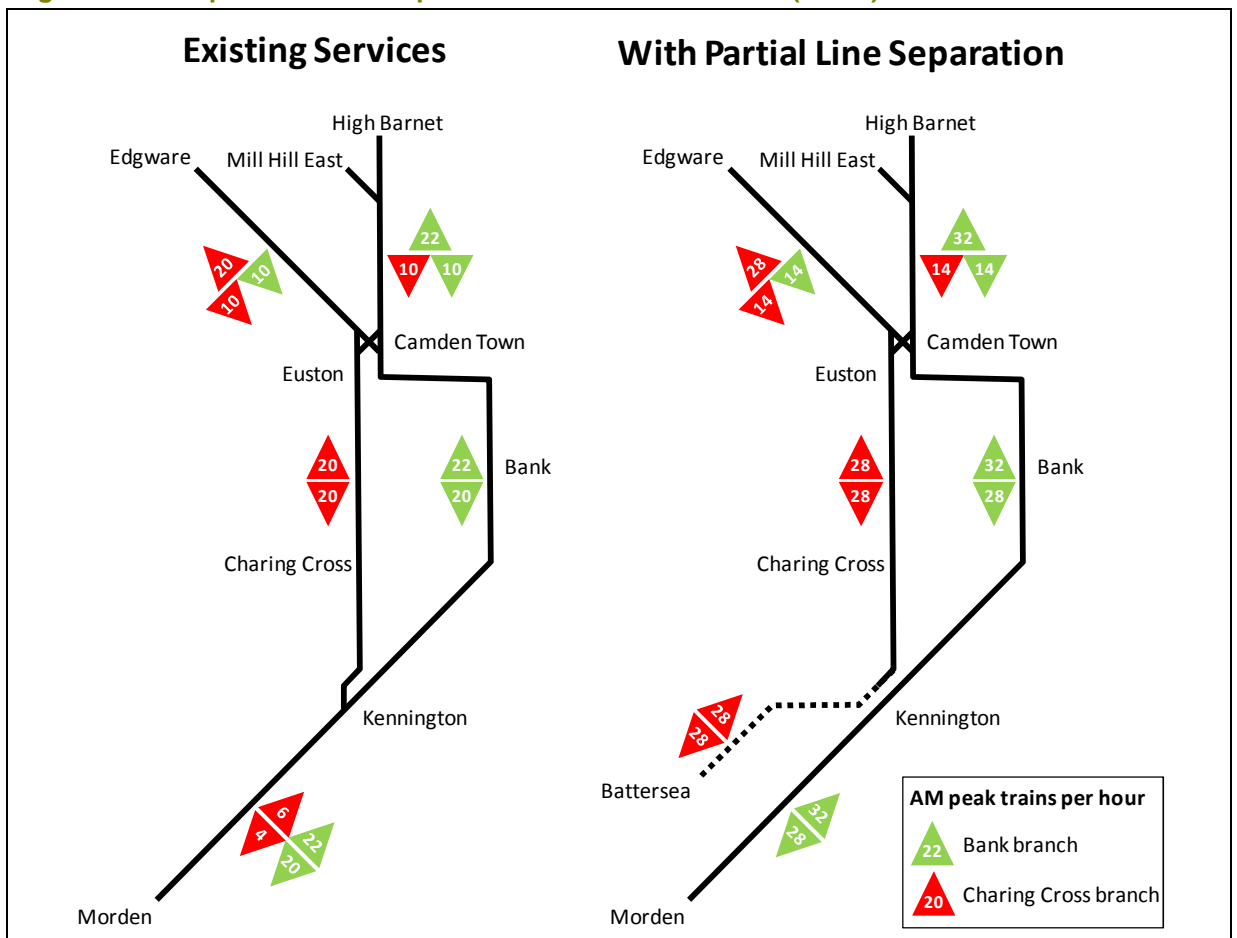 Existing Services
With Partial Line Separation
High Barnet
Edgware
Mill Hill East
20
10
10
22
10
10
Camden Town
Euston
20
20
22
20
Bank
Charing Cross
Kennington
6
4
22
20
Morden
High Barnet
Edgware
Mill Hill East
28
14
14
32
14
14
Camden Town
Euston
28
28
32
28
Bank
Charing Cross
Kennington
28
28
Battersea
32
28
Morden
AM peak trains per hour
22 Bank branch
20 Charing Cross branch